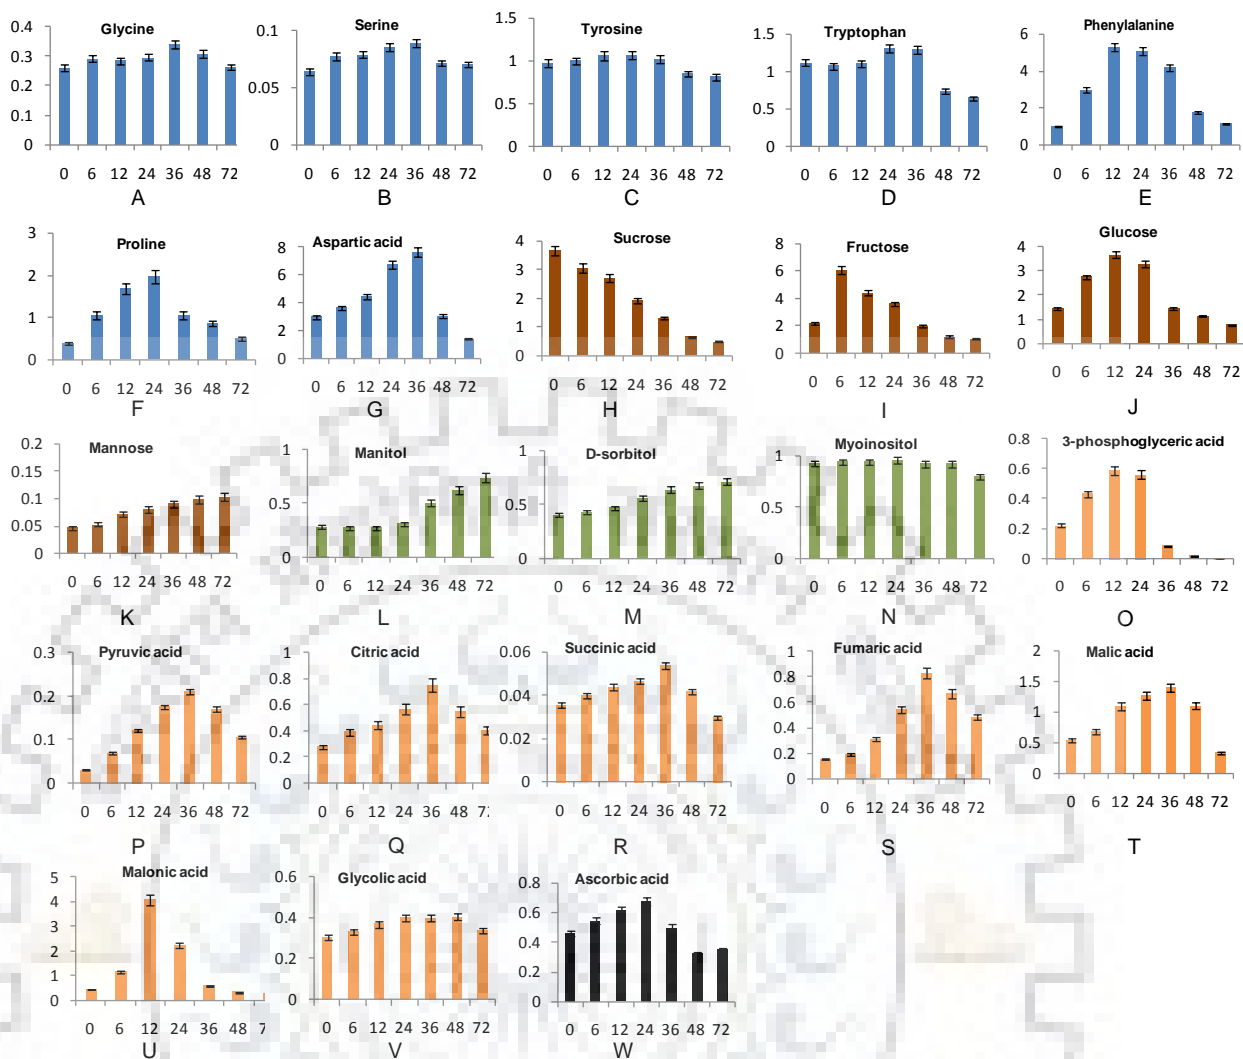 Glycine
0.4
0.3
0.2
0.1
0
0 6 12 24 36 48 72
A
Serine
0.1
0.05
0
0 6 12 24 36 48 72
B
Tyrosine
1.5
1.0
0.5
0
0 6 12 24 36 48 72
C
Tryptophan
1.5
1
0.5
0
0 6 12 24 36 48 72
D
Phenylalanine
6
4
2
0
0 6 12 24 36 48 72
E
Proline
3
2
1
0
0 6 12 24 36 48 72
F
Aspartic acid
8
6
4
2
0
0 6 12 24 36 48 72
G
Sucrose
4
3
2
1
0
0 6 12 24 36 48 72
H
Fructose
8
6
4
2
0
0 6 12 24 36 48 72
I
Glucose
4
3
2
1
0
0 6 12 24 36 48 72
J
Mannose
0.2
0.15
0.1
0.05
0
0 6 12 24 36 48 72
K
Manitol
1
0.5
0
0 6 12 24 36 48 72
L
D-sorbitol
1
0.5
0
0 6 12 24 36 48 72
M
Myoinositol
1
0.5
0
0 6 12 24 36 48 72
N
3-phosphoglyceric acid
0.8
0.6
0.4
0.2
0
0 6 12 24 36 48 72
O
Pyruvic acid
0.3
0.2
0.1
0
0 6 12 24 36 48 72
P
Citric acid
1
0.8
0.6
0.4
0.2
0
0 6 12 24 36 48
Q
Succinic acid
0.06
0.04
0.02
0
0 6 12 24 36 48 72
R
Fumaric acid
1
0.8
0.6
0.4
0.2
0
0 6 12 24 36 48 72
S
Malic acid
2
1.5
1
0.5
0
0 6 12 24 36 48 72
T
Malonic acid
5
4
3
2
1
0
0 6 12 24 36 48
U
Glycolic acid
0.6
0.4
0.2
0
0 6 12 24 36 48 72
V
Ascorbic acid
0.8
0.6
0.4
0.2
0
0 6 12 24 36 48 72
W